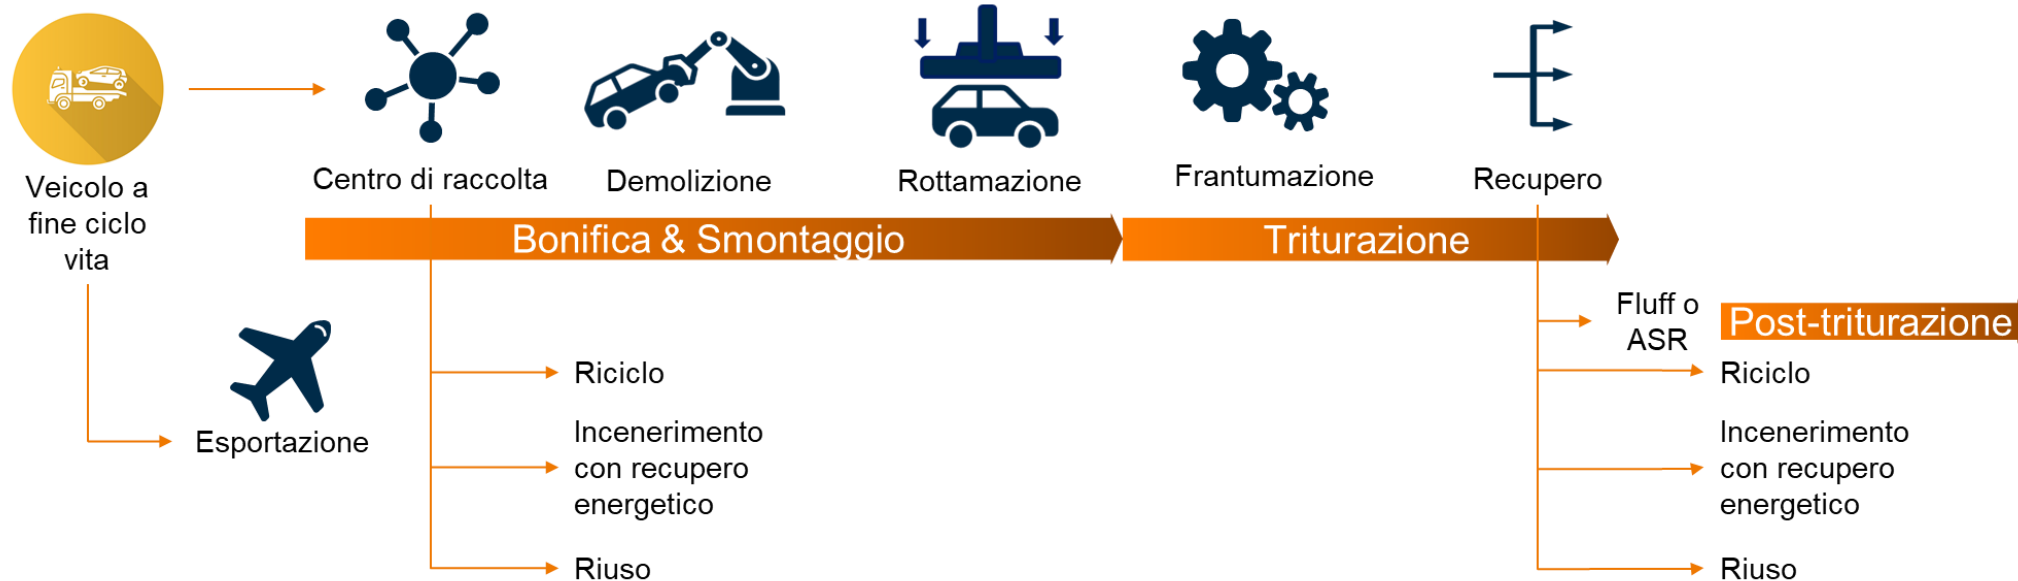 Veicolo a
fine ciclo
vita
Centro di raccolta
Demolizione
Rottamazione
Frantumazione
Recupero
Bonifica & Smontaggio
Triturazione
Esportazione
Riciclo
Incenerimento
con recupero
energetico
Riuso
Fluff o
ASR
Post-triturazione
Riciclo
Incenerimento
con recupero
energetico
Riuso